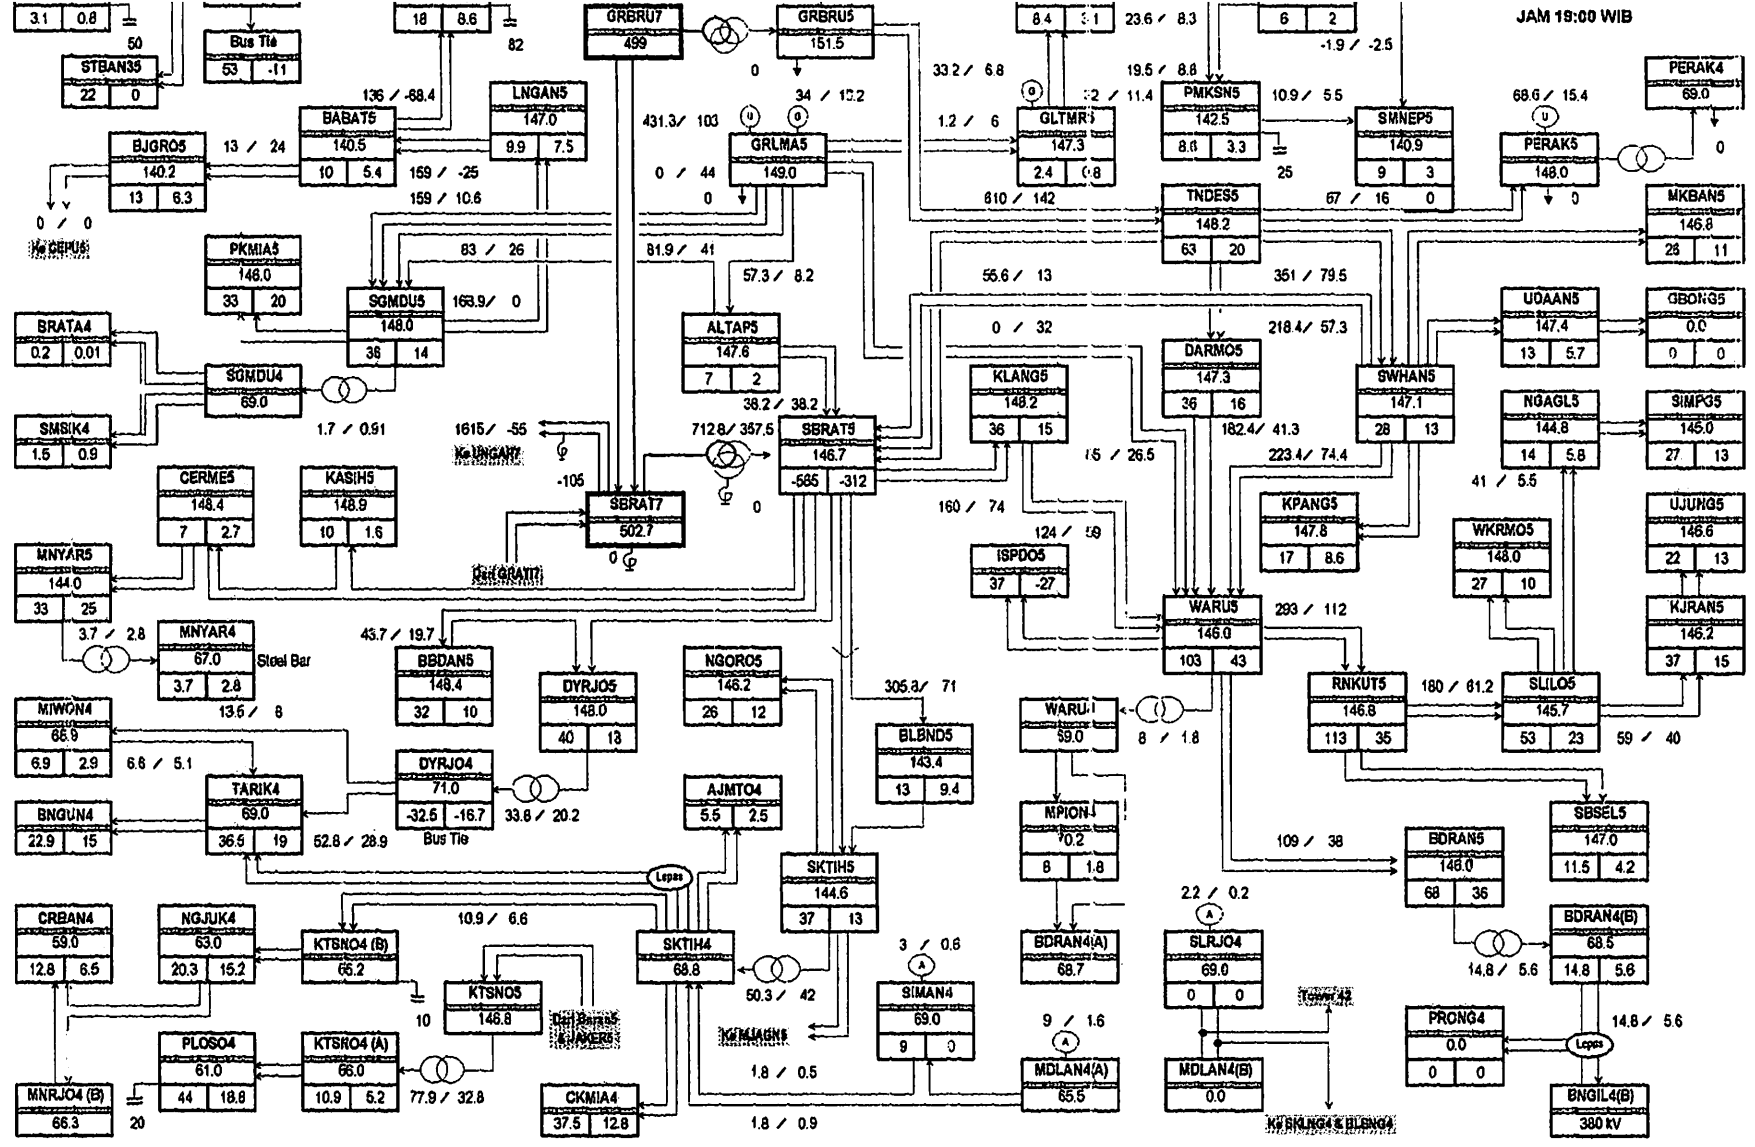 3.1 0.8
50
Bus Tie
53 -11
18 8.6
82
GRBRU7
499
GRBRU5
151.5
0
8.4
23.6 / 8.3
6 2
-1.9 / -2.5
JAM 19:00 WIB
STBAN35
22 0
136 / -68.4
LNGAN5
147.0
9.9 7.5
33.2 / 6.8
19.5 / 8.8
PERAK4
69.0
0
BABAT5
140.5
10 5.4
159 / -25
159 / 10.6
BJGRO5
140.2
13 6.3
13 / 24
0 / 0
Ke CEPU5
431.3 / 103
U
G
GRLMA5
149.0
0 / 44
0
1.2 / 6
G
147.3
2.4
11.4
PMKSN5
142.5
8.6 3.3
25
10.9 / 5.5
SMNEP5
140.9
9 3
0
68.6 / 15.4
U
PERAK5
148.0
0
610 / 142
TNDES5
148.2
63 20
67 / 16
MKBAN5
146.8
26 11
PKMIA5
146.0
33 20
83 / 26
81.9 / 41
57.3 / 8.2
55.6 / 13
351 / 79.5
SGMDU5
148.0
36 14
163.9 / 0
BRATA4
0.2 0.01
ALTAP5
147.6
7 2
0 / 32
218.4 / 57.3
UDAAN5
147.4
13 5.7
GBONG5
0.0
0 0
SGMDU4
69.0
1.7 / 0.91
SMSIK4
1.5 0.9
KLANG5
148.2
36 15
DARMO5
147.3
36 16
SWHAN5
147.1
28 13
NGAGL5
144.8
14 5.8
SIMPG5
145.0
27 13
38.2 / 38.2
1615 / -55
Ke UNGAR7
712.8 / 357.5
SBRAT5
146.7
-585 -312
182.4 / 41.3
26.5
223.4 / 74.4
41 / 5.5
CERME5
148.4
7 2.7
KASIH5
148.9
10 1.6
-105
SBRAT7
502.7
0
0
160 / 74
124 / 59
KPANG5
147.8
17 8.6
WKRMO5
148.0
27 10
UJUNG5
146.6
22 13
MNYAR5
144.0
33 25
Dari GRATI7
ISPDO5
37 -27
WARU5
146.0
103 43
293 / 112
KJRAN5
146.2
37 15
3.7 / 2.8
MNYAR4
67.0
3.7 2.8
Steel Bar
43.7 / 19.7
BBDAN5
148.4
32 10
DYRJO5
148.0
40 13
NGORO5
146.2
26 12
305.8 / 71
RNKUT5
146.8
113 35
180 / 61.2
SLILO5
145.7
53 23
59 / 40
MIWON4
68.9
6.9 2.9
13.6 / 8
6.6 / 5.1
8 / 1.8
BLBND5
143.4
13 9.4
TARIK4
69.0
36.5 19
DYRJO4
71.0
-32.5 -16.7
Bus Tie
33.8 / 20.2
AJMTO4
5.5 2.5
BNGUN4
22.9 15
52.8 / 28.9
Lepas
SKTIH5
144.6
37 13
8 1.8
109 / 38
BDRAN5
146.0
68 36
SBSEL5
147.0
11.5 4.2
CRBAN4
59.0
12.8 6.5
NGJUK4
63.0
20.3 15.2
KTSNO4 (B)
65.2
10
10.9 / 6.6
SKTIH4
68.8
50.3 / 42
3 / 0.6
A
SIMAN4
69.0
9 0
BDRAN4(A)
68.7
2.2 / 0.2
A
SLRJO4
69.0
0 0
BDRAN4(B)
68.5
14.8 5.6
14.8 / 5.6
KTSNO5
146.8
Ke MJAGN5
Tower 42
PRONG4
0.0
0 0
14.8 / 5.6
Lepas
PLOSO4
61.0
44 18.8
20
KTSNO4 (A)
66.0
10.9 5.2
77.9 / 32.8
MNRJO4 (B)
66.3
CKMIA4
37.5 12.8
1.8 / 0.5
1.8 / 0.9
9 / 1.6
A
MDLAN4(A)
65.5
MDLAN4(B)
0.0
BNGIL4(B)
380 kV